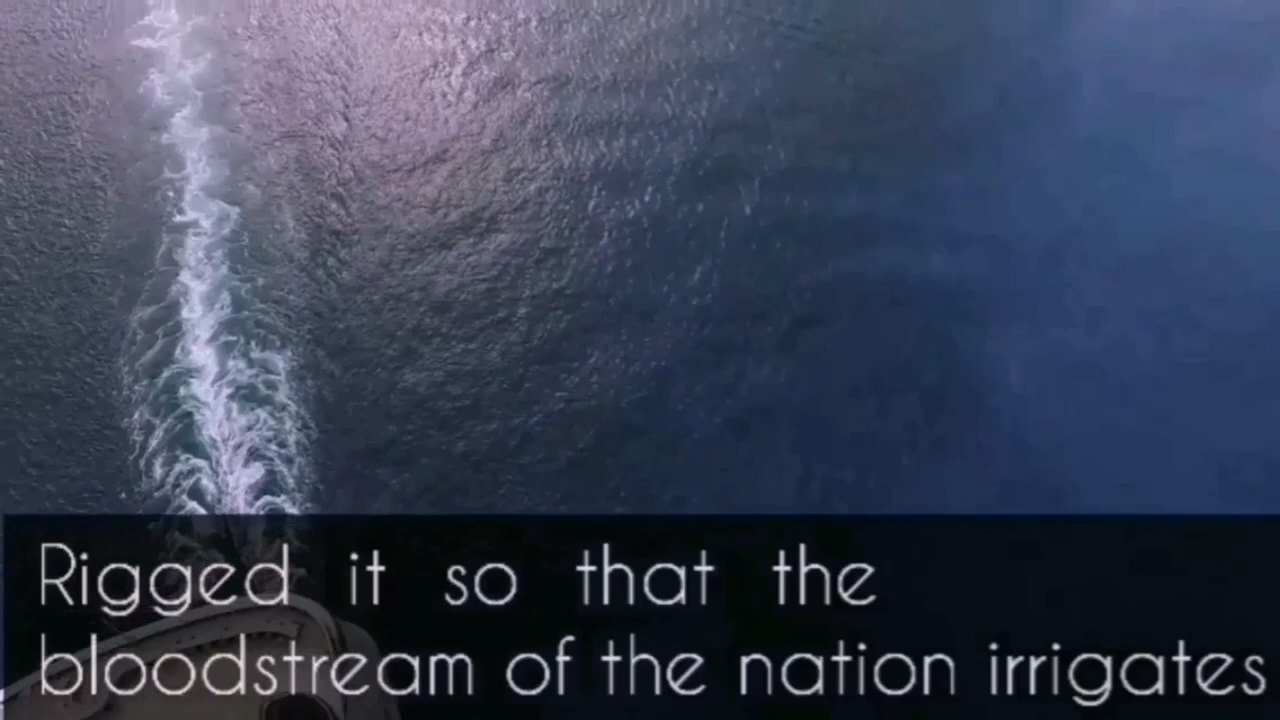 Rigged it so that the
bloodstream of the nation irrigates